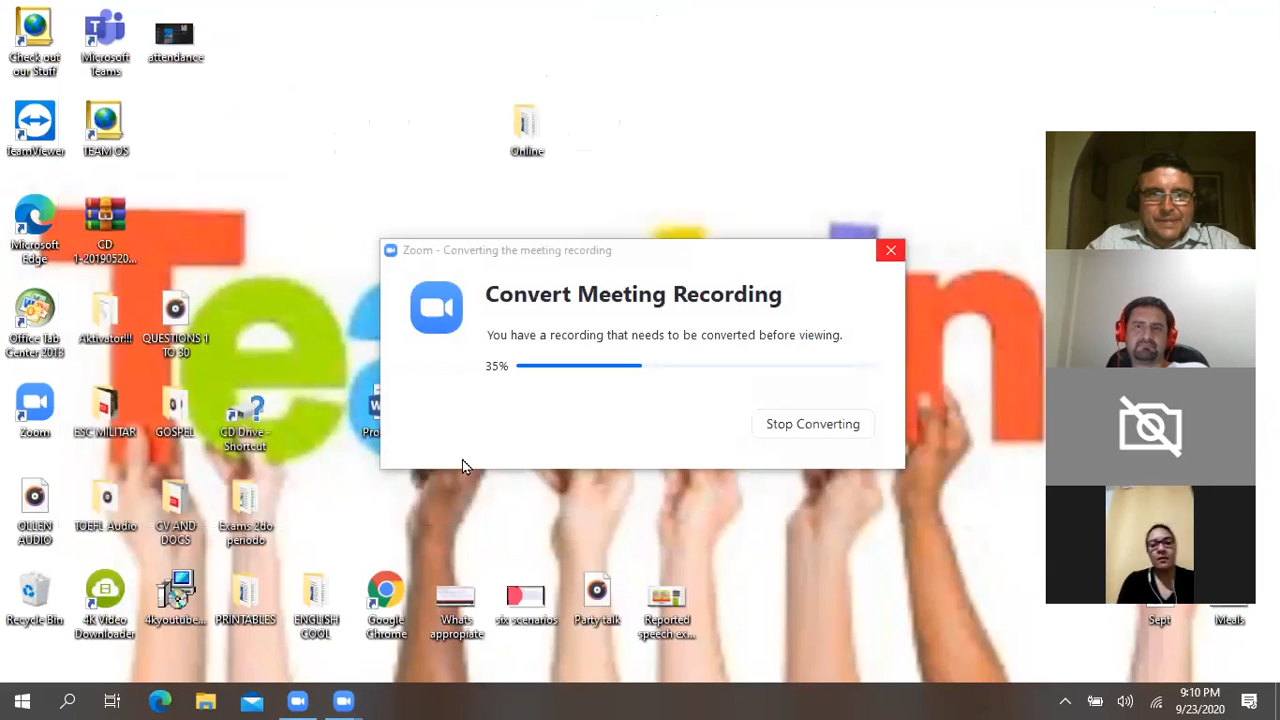 Check out
our Stuff
Microsoft
Teams
attendance
TeamViewer
TEAM OS
Online
Microsoft
Edge
CD
1-20190520...
Office Tab
Center 2013
Aktivator!!!
QUESTIONS 1
TO 30
Zoom
ESC MILITAR
GOSPEL
CD Drive -
Shortcut
OLLEN
AUDIO
TOEFL Audio
CV AND
DOCS
Exams 2do
periodo
Recycle Bin
4K Video
Downloader
4kyoutube...
PRINTABLES
ENGLISH
COOL
Google
Chrome
Whats
appropiate
six scenarios
Party talk
Reported
speech ex...
Sept
Meals
Zoom - Converting the meeting recording
Convert Meeting Recording
You have a recording that needs to be converted before viewing.
35%
Stop Converting
9:10 PM
9/23/2020